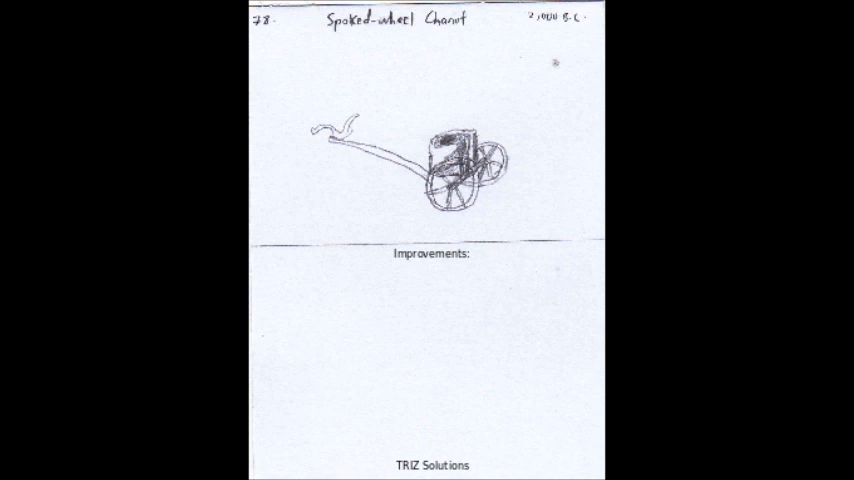 78. Spoked-wheel Chariot 2,000 B.C.
Improvements:
TRIZ Solutions